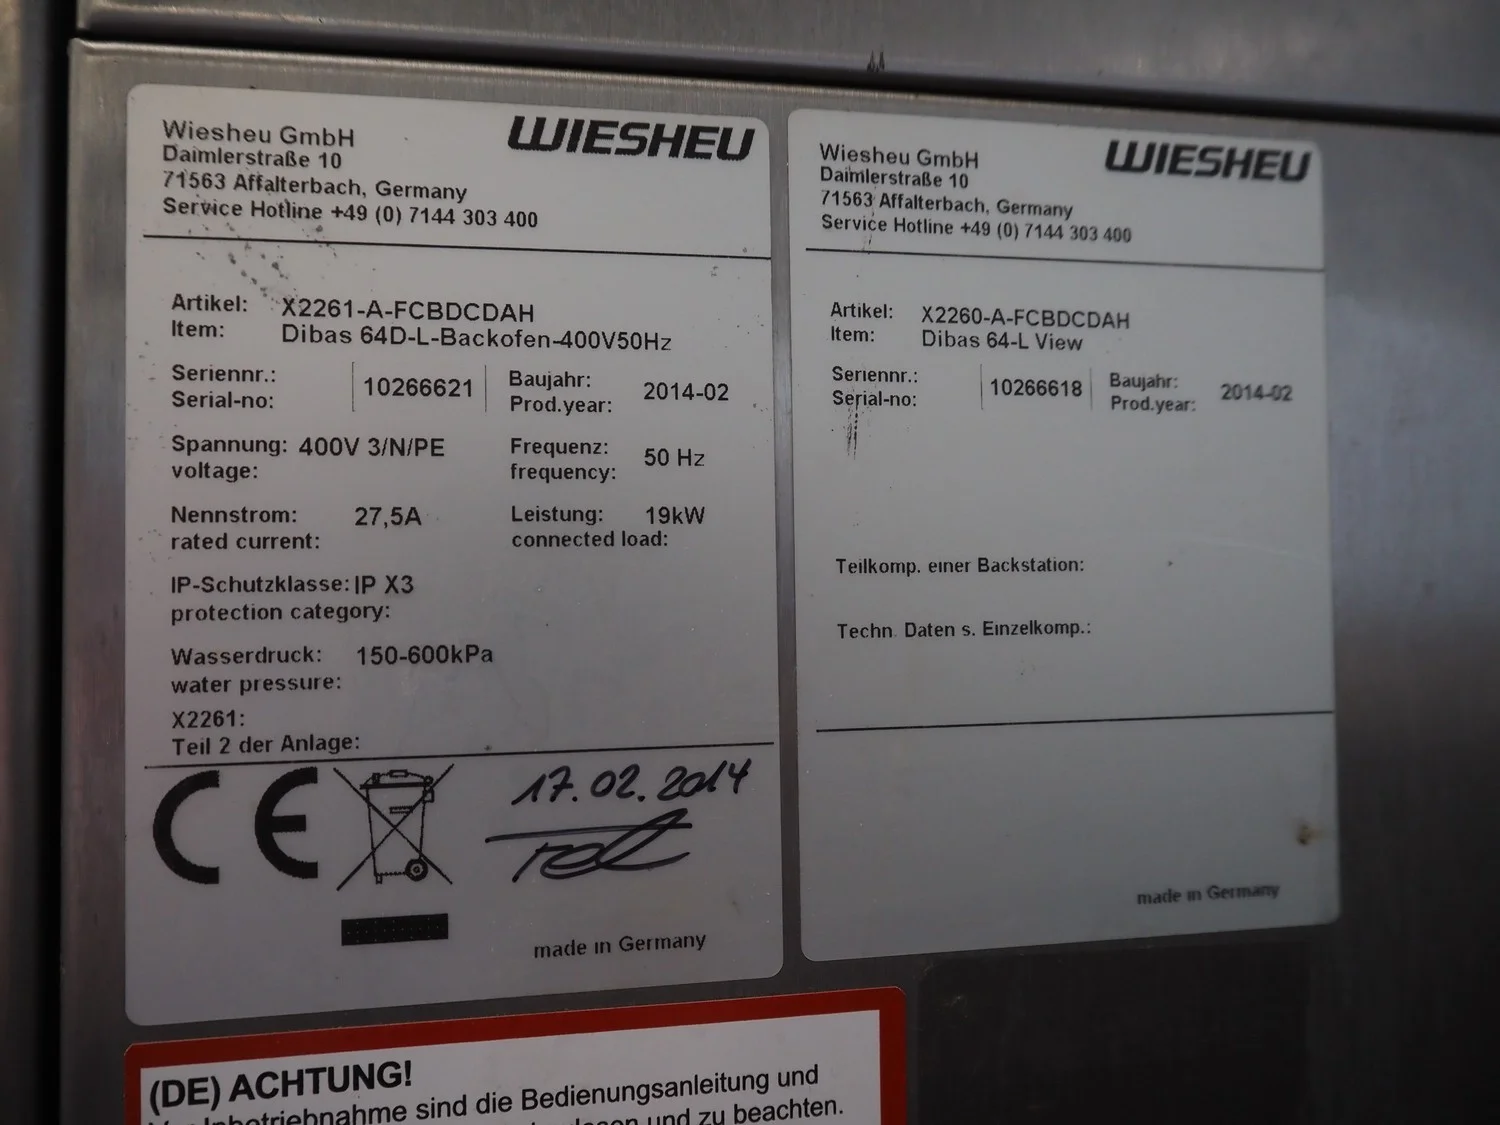 Wiesheu GmbH
Daimlerstraße 10
71563 Affalterbach, Germany
Service Hotline +49 (0) 7144 303 400
WIESHEU
Artikel: X2261-A-FCBDCDAH
Item: Dibas 64D-L-Backofen-400V50Hz
Seriennr.:
Serial-no: 10266621
Baujahr:
Prod.year: 2014-02
Spannung: 400V 3/N/PE
voltage:
Frequenz:
frequency: 50 Hz
Nennstrom: 27,5A
rated current:
Leistung: 19kW
connected load:
IP-Schutzklasse: IP X3
protection category:
Wasserdruck: 150-600kPa
water pressure:
X2261:
Teil 2 der Anlage:
CE
17.02.2014
made in Germany
Wiesheu GmbH
Daimlerstraße 10
71563 Affalterbach, Germany
Service Hotline +49 (0) 7144 303 400
WIESHEU
Artikel: X2260-A-FCBDCDAH
Item: Dibas 64-L View
Seriennr.:
Serial-no: 10266618
Baujahr:
Prod.year: 2014-02
Teilkomp. einer Backstation:
Techn. Daten s. Einzelkomp.:
made in Germany
(DE) ACHTUNG!
Inbetriebnahme sind die Bedienungsanleitung und
und zu beachten.